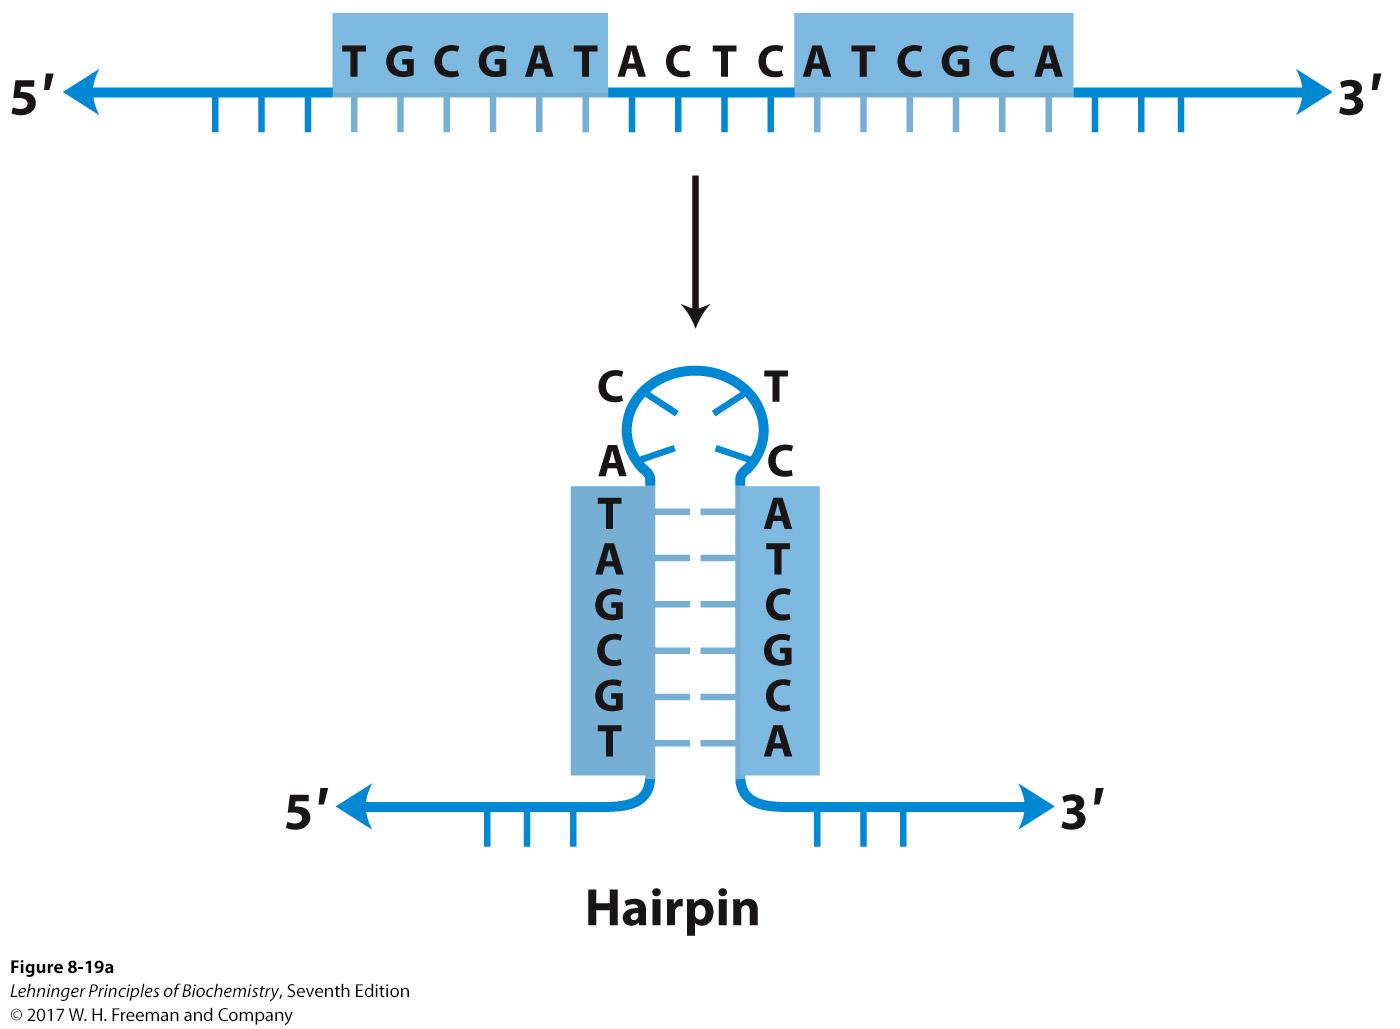 T G C G A T A C T C A T C G C A
5′ 3′
C T
A C
T A
A T
G C
C G
G C
T A
5′ 3′
Hairpin
Figure 8-19a
Lehninger Principles of Biochemistry, Seventh Edition
© 2017 W. H. Freeman and Company